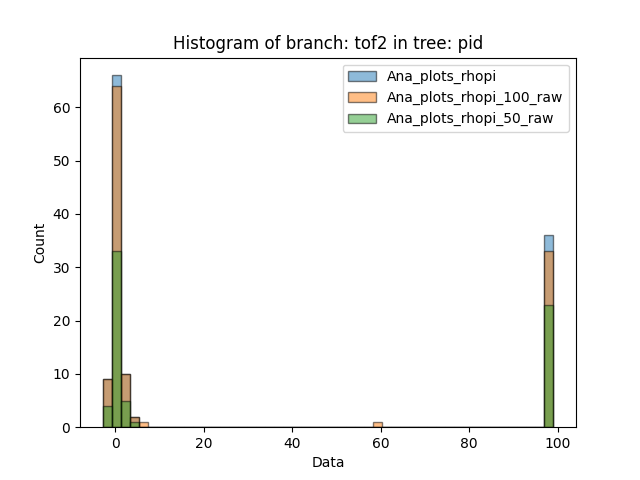 Histogram of branch: tof2 in tree: pid
Ana_plots_rhopi
Ana_plots_rhopi_100_raw
Ana_plots_rhopi_50_raw
Count
60
50
40
30
20
10
0
0 20 40 60 80 100
Data